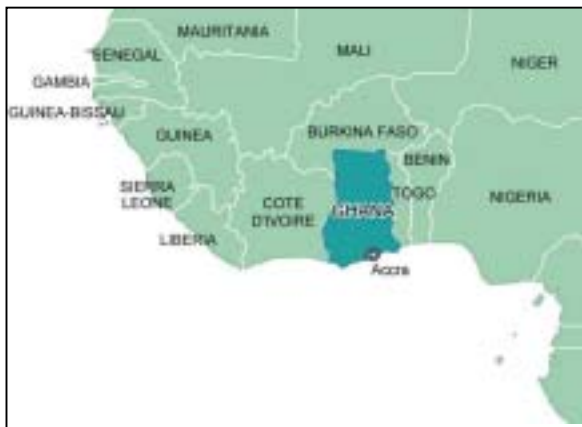 MAURITANIA
MALI
NIGER
SENEGAL
GAMBIA
GUINEA-BISSAU
GUINEA
BURKINA FASO
BENIN
SIERRA
LEONE
COTE
D'IVOIRE
GHANA
TOGO
NIGERIA
LIBERIA
Accra